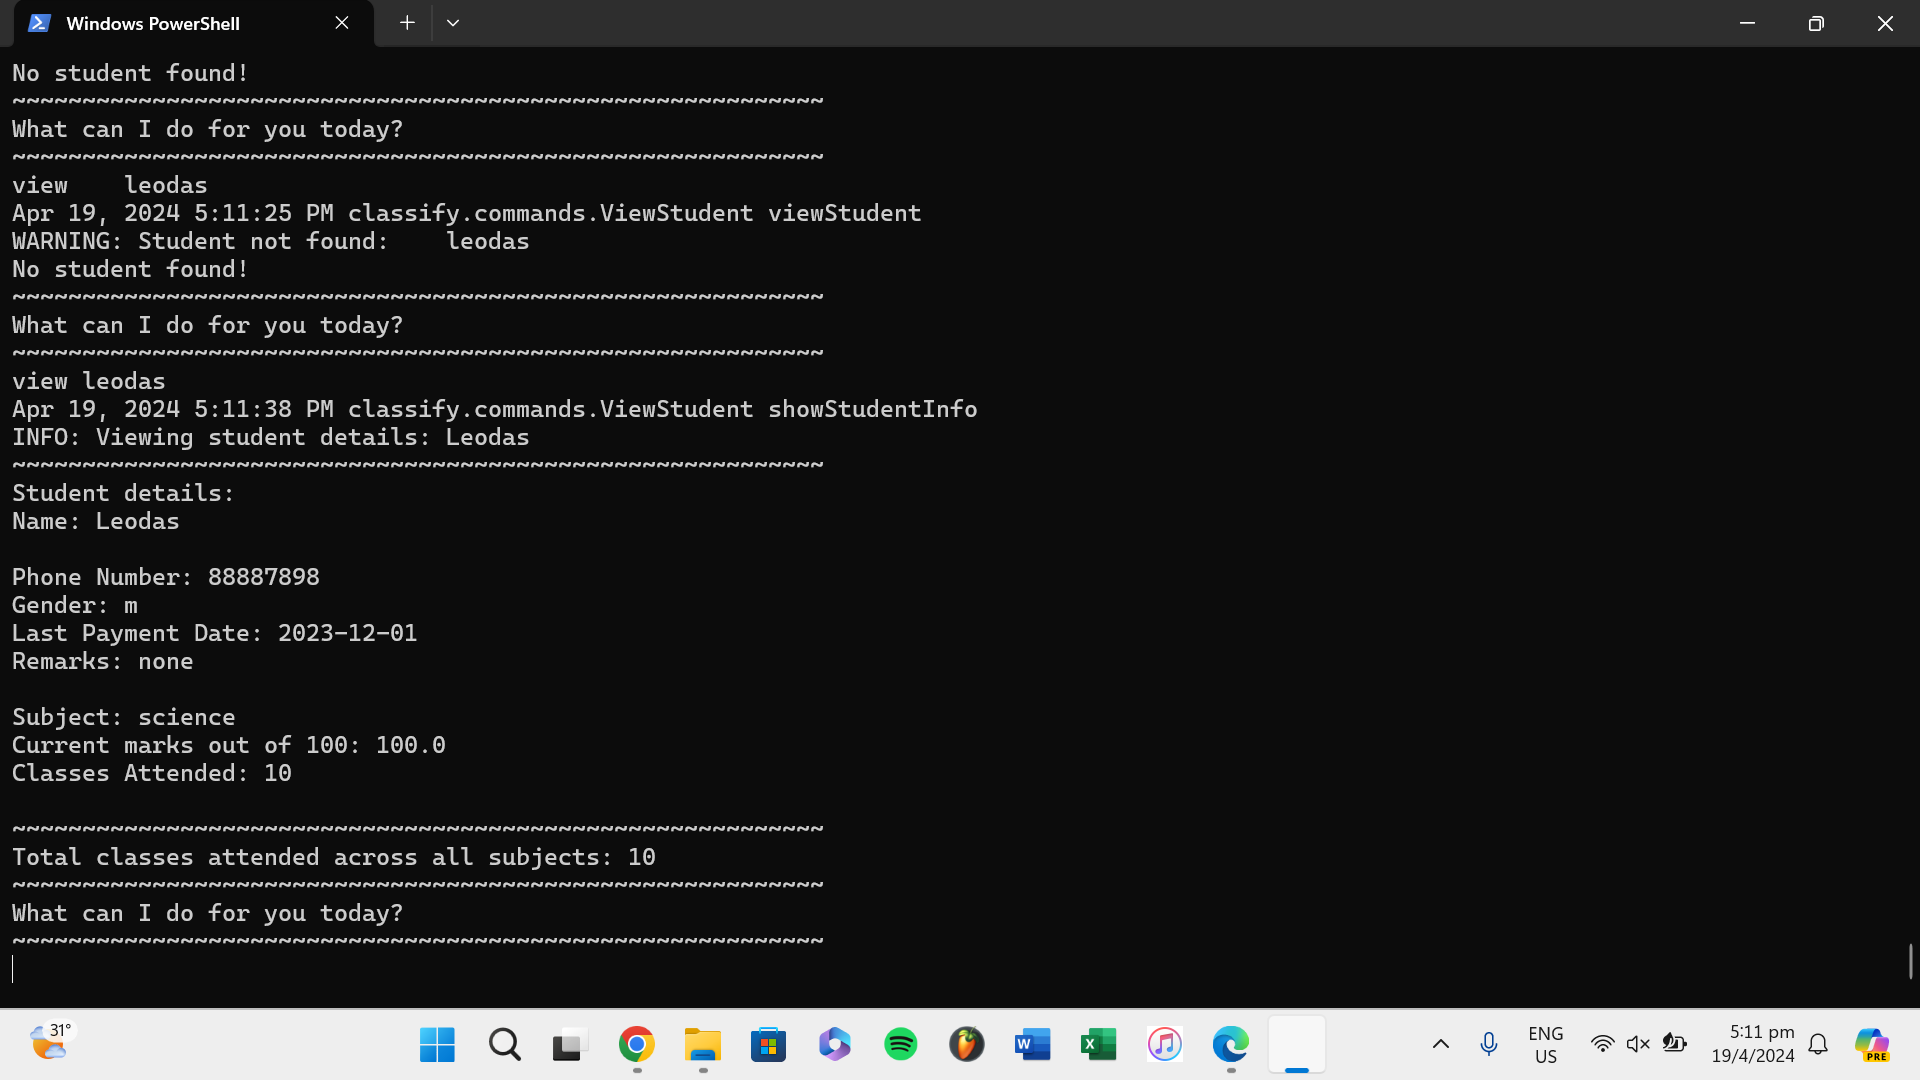 Windows PowerShell
No student found!
~~~~~~~~~~~~~~~~~~~~~~~~~~~~~~~~~~~~~~~~~~~~~~~~~~~~~~~~~~
What can I do for you today?
~~~~~~~~~~~~~~~~~~~~~~~~~~~~~~~~~~~~~~~~~~~~~~~~~~~~~~~~~~
view    leodas
Apr 19, 2024 5:11:25 PM classify.commands.ViewStudent viewStudent
WARNING: Student not found:    leodas
No student found!
~~~~~~~~~~~~~~~~~~~~~~~~~~~~~~~~~~~~~~~~~~~~~~~~~~~~~~~~~~
What can I do for you today?
~~~~~~~~~~~~~~~~~~~~~~~~~~~~~~~~~~~~~~~~~~~~~~~~~~~~~~~~~~
view leodas
Apr 19, 2024 5:11:38 PM classify.commands.ViewStudent showStudentInfo
INFO: Viewing student details: Leodas
~~~~~~~~~~~~~~~~~~~~~~~~~~~~~~~~~~~~~~~~~~~~~~~~~~~~~~~~~~
Student details:
Name: Leodas
Phone Number: 88887898
Gender: m
Last Payment Date: 2023-12-01
Remarks: none
Subject: science
Current marks out of 100: 100.0
Classes Attended: 10
~~~~~~~~~~~~~~~~~~~~~~~~~~~~~~~~~~~~~~~~~~~~~~~~~~~~~~~~~~
Total classes attended across all subjects: 10
~~~~~~~~~~~~~~~~~~~~~~~~~~~~~~~~~~~~~~~~~~~~~~~~~~~~~~~~~~
What can I do for you today?
~~~~~~~~~~~~~~~~~~~~~~~~~~~~~~~~~~~~~~~~~~~~~~~~~~~~~~~~~~
31°
W
X
ENG
US
5:11 pm
19/4/2024
PRE